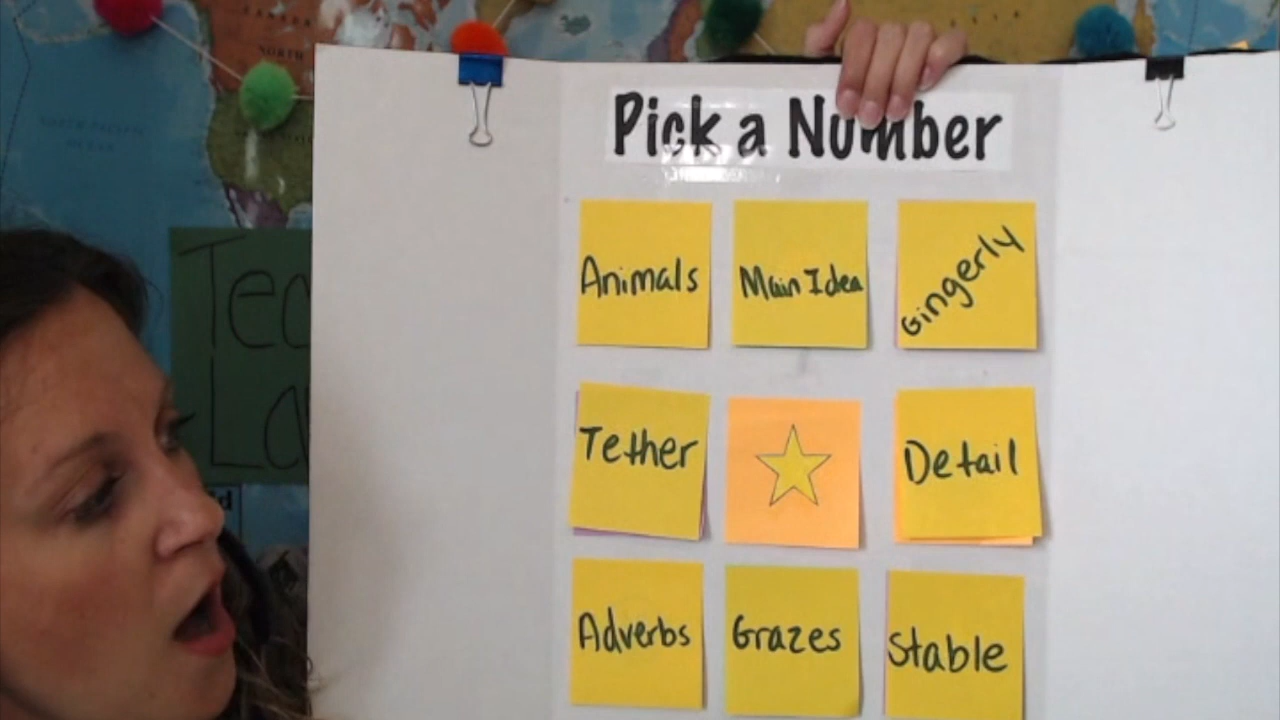 Pick a Number
Animals
Main Idea
Gingerly
Tether
Detail
Adverbs
Grazes
Stable